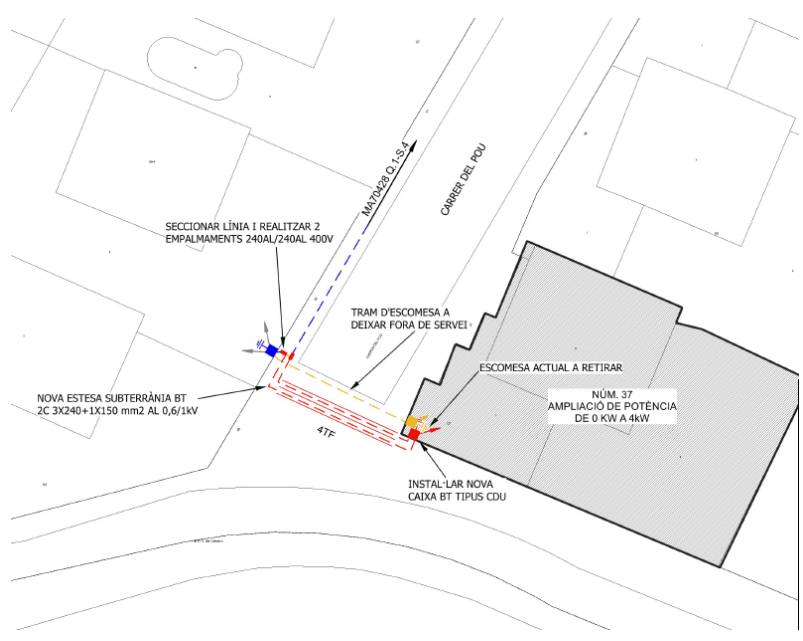 MA70428 Q.1-S.4
CARRER DEL POU
SECCIONAR LÍNIA I REALITZAR 2
EMPALMAMENTS 240AL/240AL 400V
TRAM D'ESCOMESA A
DEIXAR FORA DE SERVEI
ESCOMESA ACTUAL A RETIRAR
NÚM. 37
AMPLIACIÓ DE POTÈNCIA
DE 0 KW A 4kW
NOVA ESTESA SUBTERRÀNIA BT
2C 3X240+1X150 mm2 AL 0,6/1kV
4TF
INSTAL·LAR NOVA
CAIXA BT TIPUS CDU